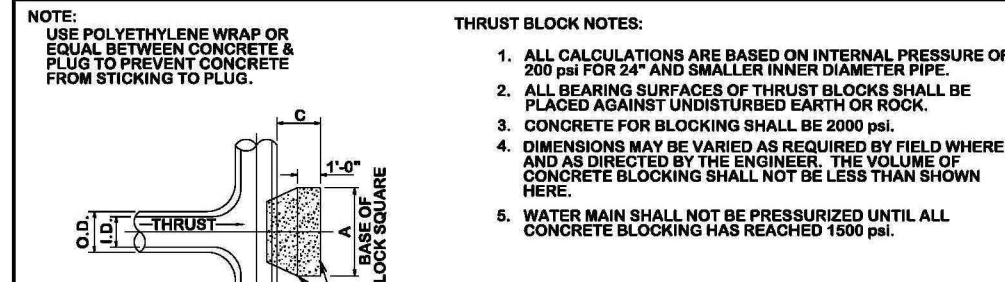 NOTE:
USE POLYETHYLENE WRAP OR
EQUAL BETWEEN CONCRETE &
PLUG TO PREVENT CONCRETE
FROM STICKING TO PLUG.
C
1'-0"
O.D.
I.D.
THRUST
A
BASE OF
LOCK SQUARE
THRUST BLOCK NOTES:
1. ALL CALCULATIONS ARE BASED ON INTERNAL PRESSURE OF
200 psi FOR 24" AND SMALLER INNER DIAMETER PIPE.
2. ALL BEARING SURFACES OF THRUST BLOCKS SHALL BE
PLACED AGAINST UNDISTURBED EARTH OR ROCK.
3. CONCRETE FOR BLOCKING SHALL BE 2000 psi.
4. DIMENSIONS MAY BE VARIED AS REQUIRED BY FIELD WHERE
AND AS DIRECTED BY THE ENGINEER. THE VOLUME OF
CONCRETE BLOCKING SHALL NOT BE LESS THAN SHOWN
HERE.
5. WATER MAIN SHALL NOT BE PRESSURIZED UNTIL ALL
CONCRETE BLOCKING HAS REACHED 1500 psi.